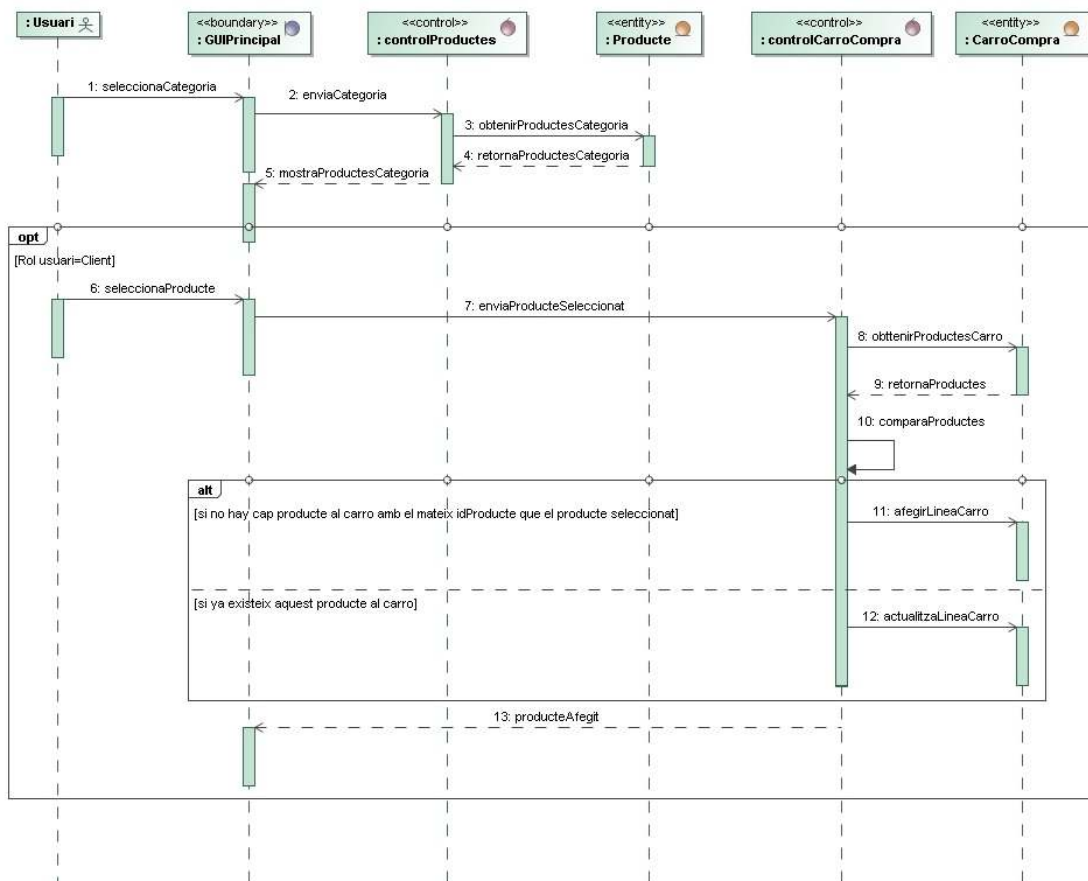 : Usuari
<<boundary>>
: GUIPrincipal
<<control>>
: controlProductes
<<entity>>
: Producte
<<control>>
: controlCarroCompra
<<entity>>
: CarroCompra
1: seleccionaCategoria
2: enviaCategoria
3: obtenirProductesCategoria
4: retornaProductesCategoria
5: mostraProductesCategoria
opt
[Rol usuari=Client]
6: seleccionaProducte
7: enviaProducteSeleccionat
8: obttenirProductesCarro
9: retornaProductes
10: comparaProductes
alt
[si no hay cap producte al carro amb el mateix idProducte que el producte seleccionat]
11: afegirLineaCarro
[si ya existeix aquest producte al carro]
12: actualitzaLineaCarro
13: producteAfegit